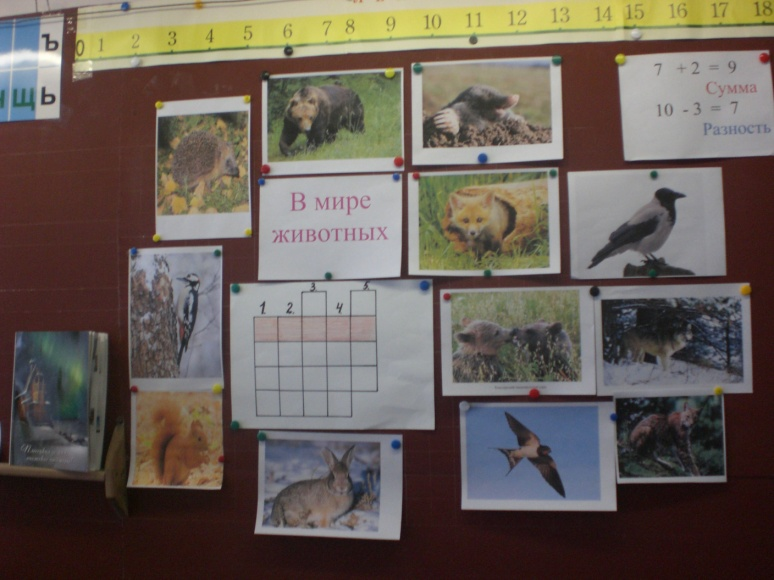 0 1 2 3 4 5 6 7 8 9 10 11 12 13 14 15 16 17 18
Ъ
Ч Щ Ь
7 + 2 = 9
Сумма
10 - 3 = 7
Разность
В мире
животных
1. 2. 3. 4 5.